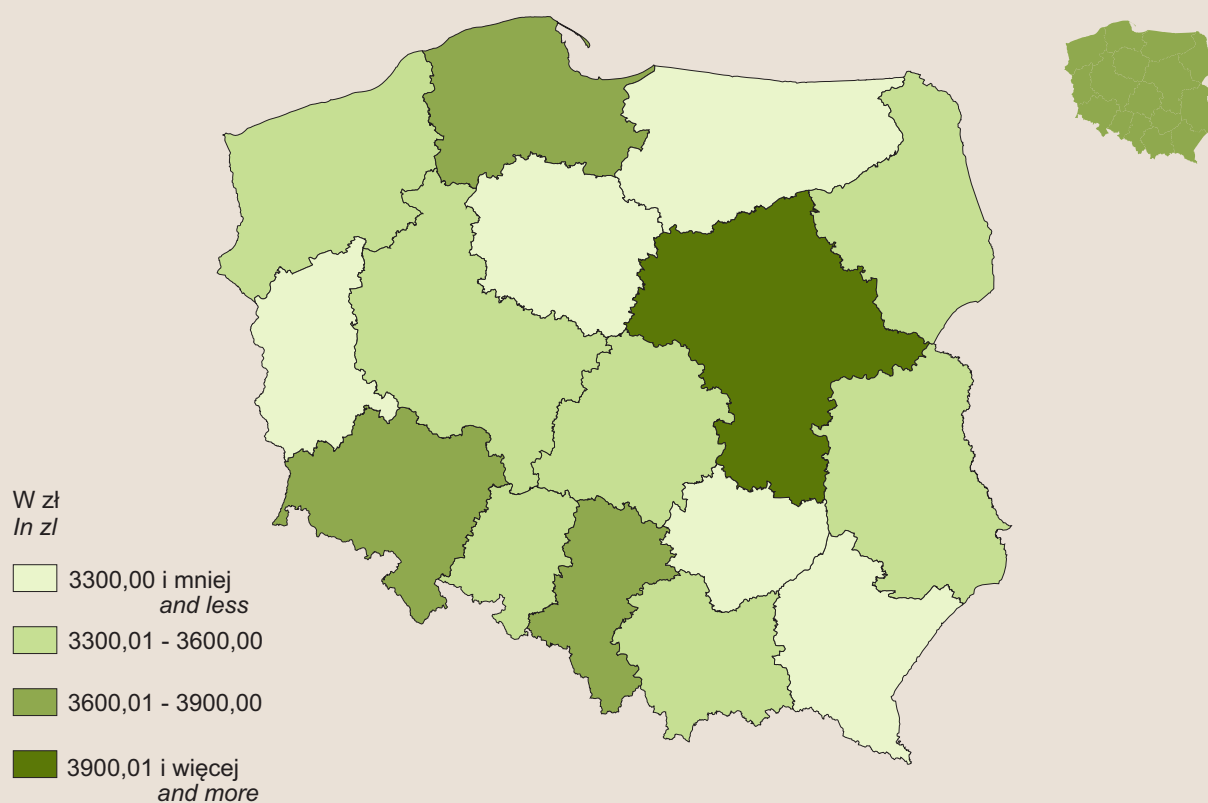 W zł
In zl
3300,00 i mniej
and less
3300,01 - 3600,00
3600,01 - 3900,00
3900,01 i więcej
and more